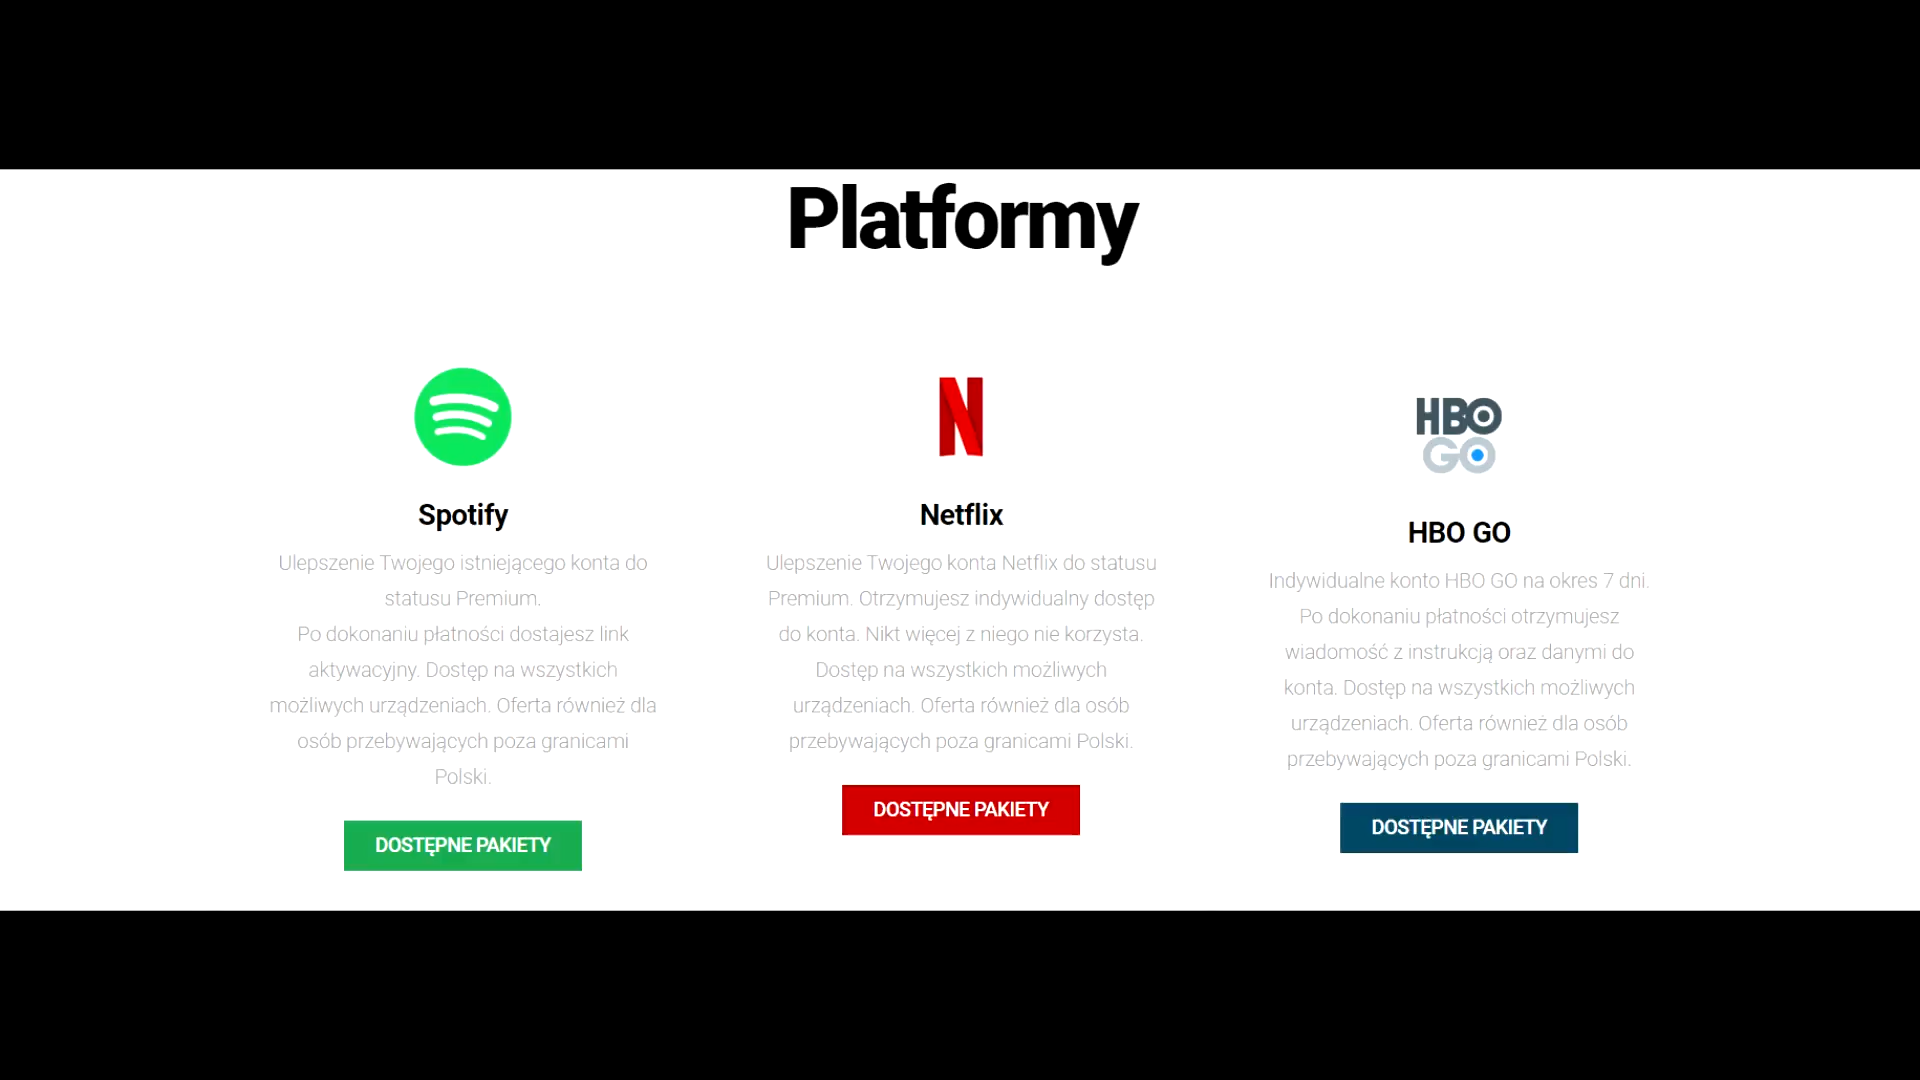 Platformy
Spotify
Ulepszenie Twojego istniejącego konta do
statusu Premium.
Po dokonaniu płatności dostajesz link
aktywacyjny. Dostęp na wszystkich
możliwych urządzeniach. Oferta również dla
osób przebywających poza granicami
Polski.
DOSTĘPNE PAKIETY
N
Netflix
Ulepszenie Twojego konta Netflix do statusu
Premium. Otrzymujesz indywidualny dostęp
do konta. Nikt więcej z niego nie korzysta.
Dostęp na wszystkich możliwych
urządzeniach. Oferta również dla osób
przebywających poza granicami Polski.
DOSTĘPNE PAKIETY
HBO
GO
HBO GO
Indywidualne konto HBO GO na okres 7 dni.
Po dokonaniu płatności otrzymujesz
wiadomość z instrukcją oraz danymi do
konta. Dostęp na wszystkich możliwych
urządzeniach. Oferta również dla osób
przebywających poza granicami Polski.
DOSTĘPNE PAKIETY